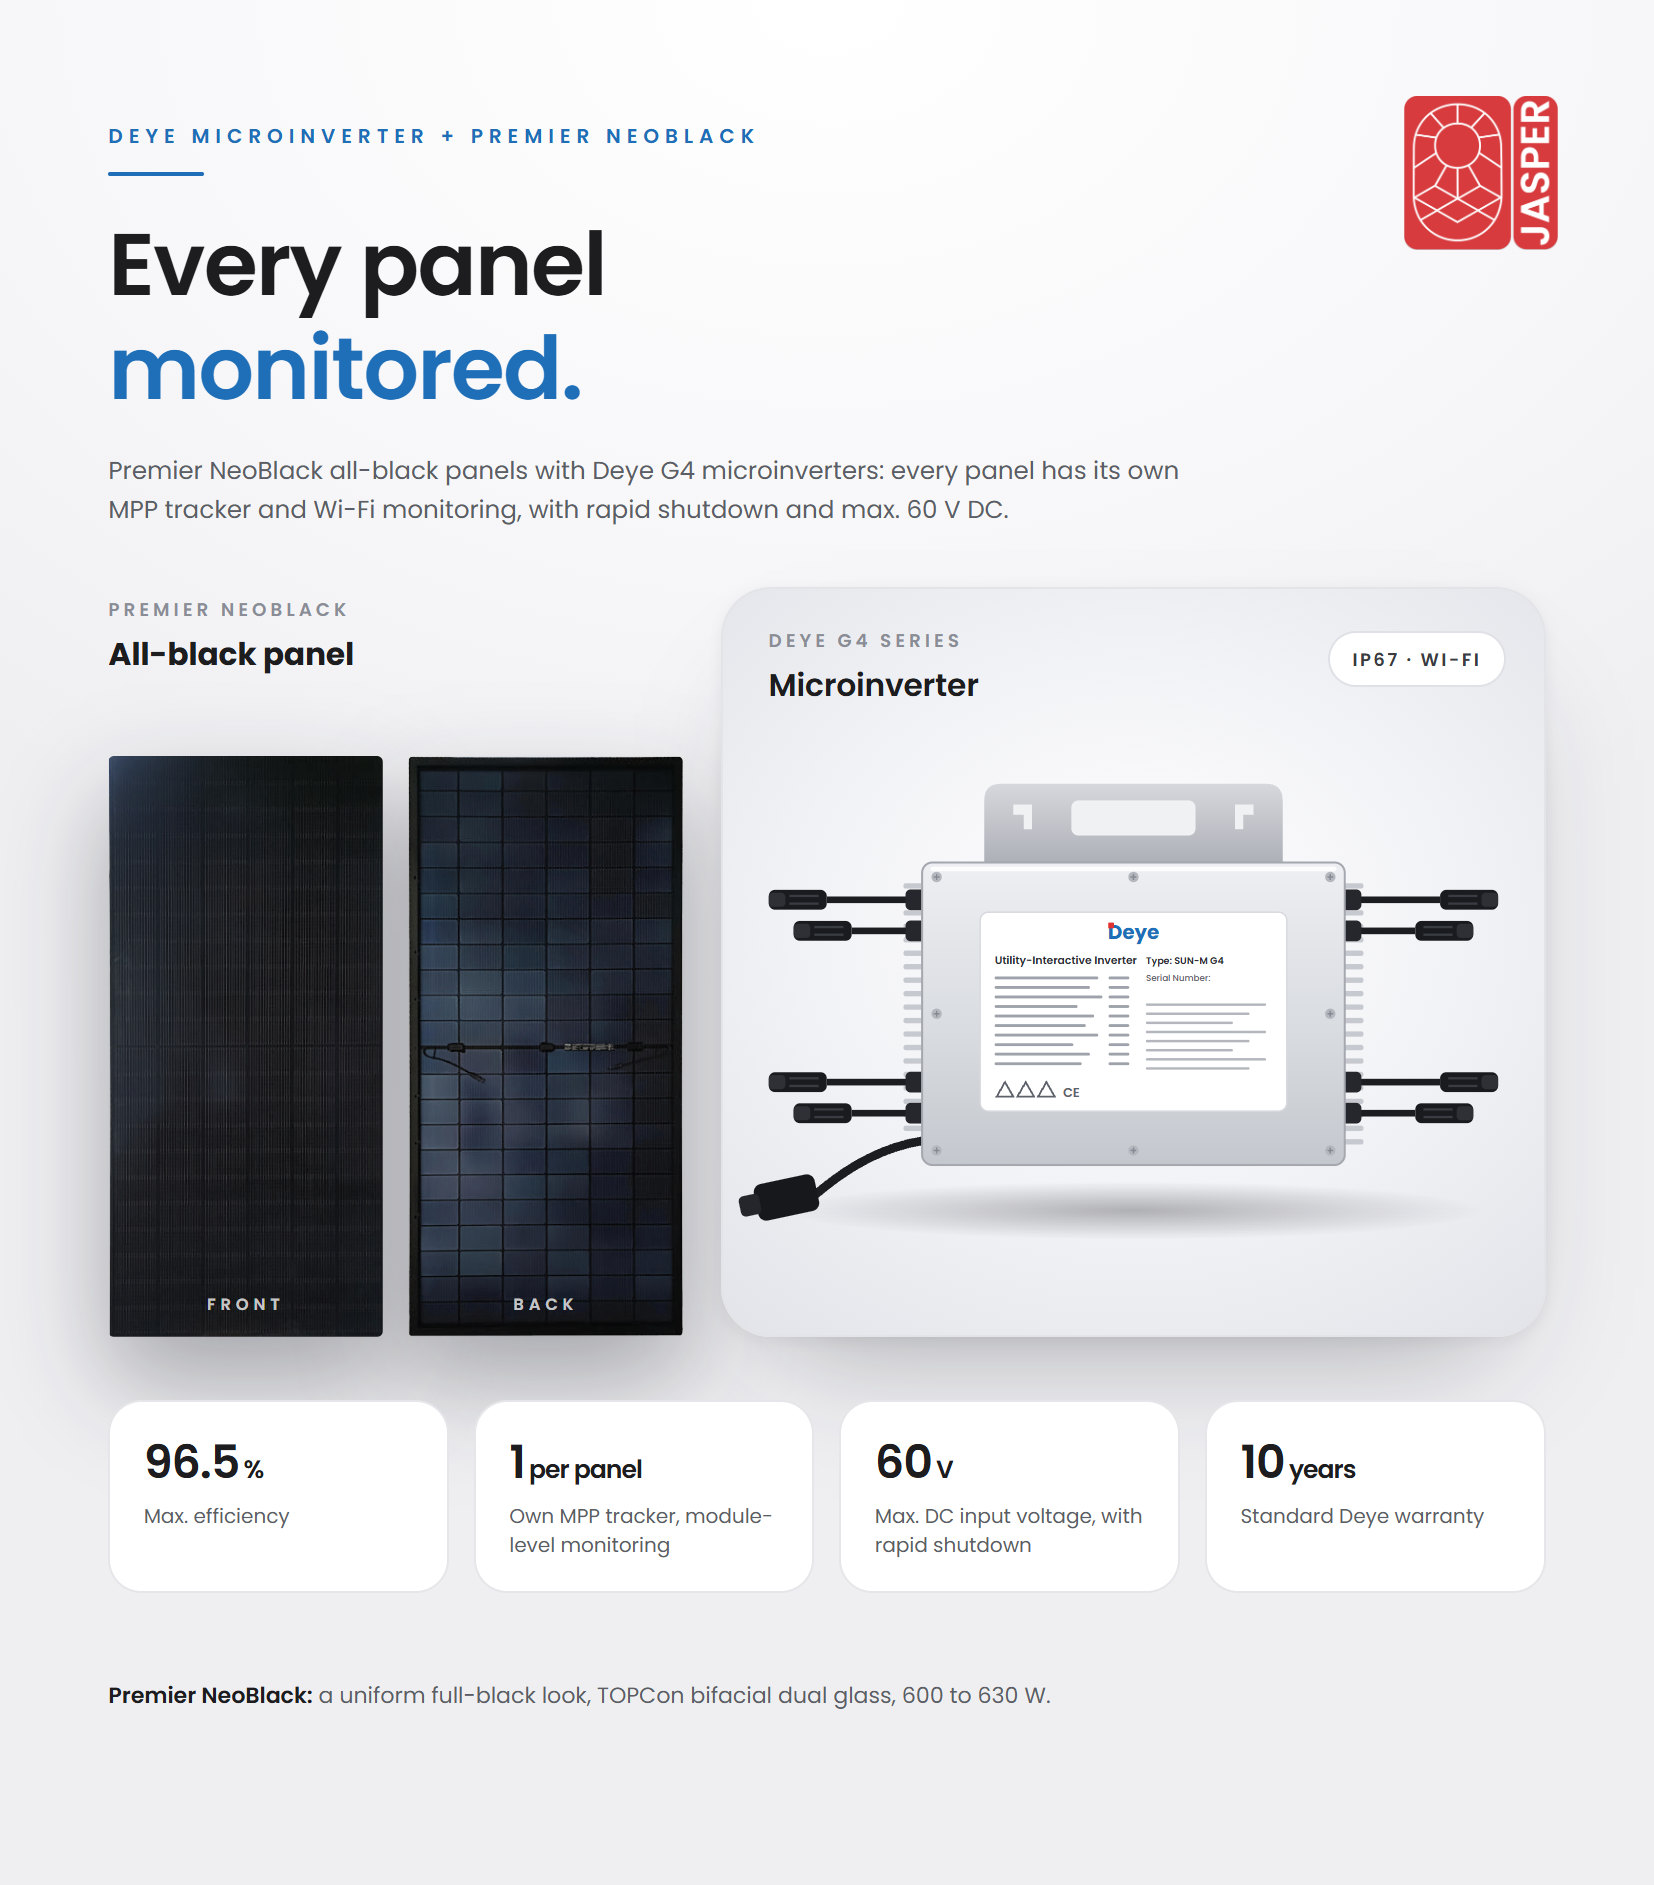 DEYE MICROINVERTER + PREMIER NEOBLACK
JASPER
Every panel
monitored.
Premier NeoBlack all-black panels with Deye G4 microinverters: every panel has its own
MPP tracker and Wi-Fi monitoring, with rapid shutdown and max. 60 V DC.
PREMIER NEOBLACK
All-black panel
FRONT
BACK
DEYE G4 SERIES
Microinverter
IP67 · WI-FI
Deye
Utility-Interactive Inverter
Type: SUN-M G4
Serial Number:
CE
96.5 %
Max. efficiency
1 per panel
Own MPP tracker, module-
level monitoring
60 V
Max. DC input voltage, with
rapid shutdown
10 years
Standard Deye warranty
Premier NeoBlack: a uniform full-black look, TOPCon bifacial dual glass, 600 to 630 W.